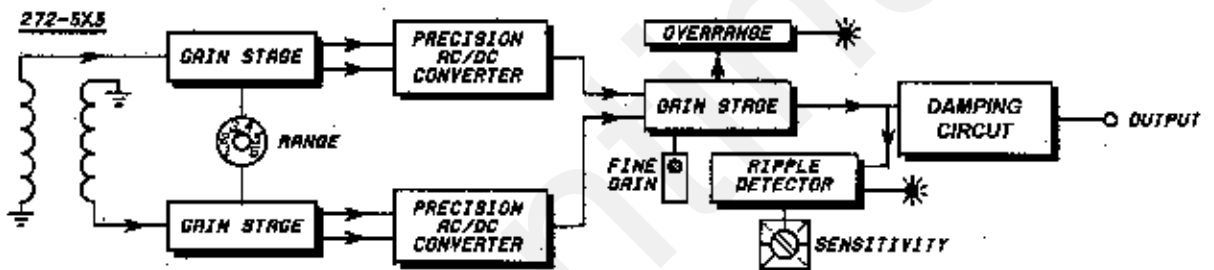 272-5X5
GAIN STAGE
PRECISION
AC/DC
CONVERTER
OVERRANGE
GAIN STAGE
DAMPING
CIRCUT
OUTPUT
RANGE
FINE
GAIN
RIPPLE
DETECTOR
GAIN STAGE
PRECISION
AC/DC
CONVERTER
SENSITIVITY